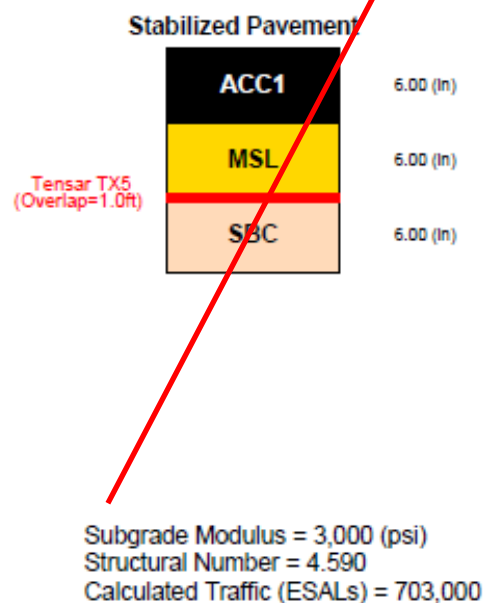 Stabilized Pavement
ACC1
6.00 (in)
MSL
6.00 (in)
Tensar TX5
(Overlap=1.0ft)
SBC
6.00 (in)
Subgrade Modulus = 3,000 (psi)
Structural Number = 4.590
Calculated Traffic (ESALs) = 703,000